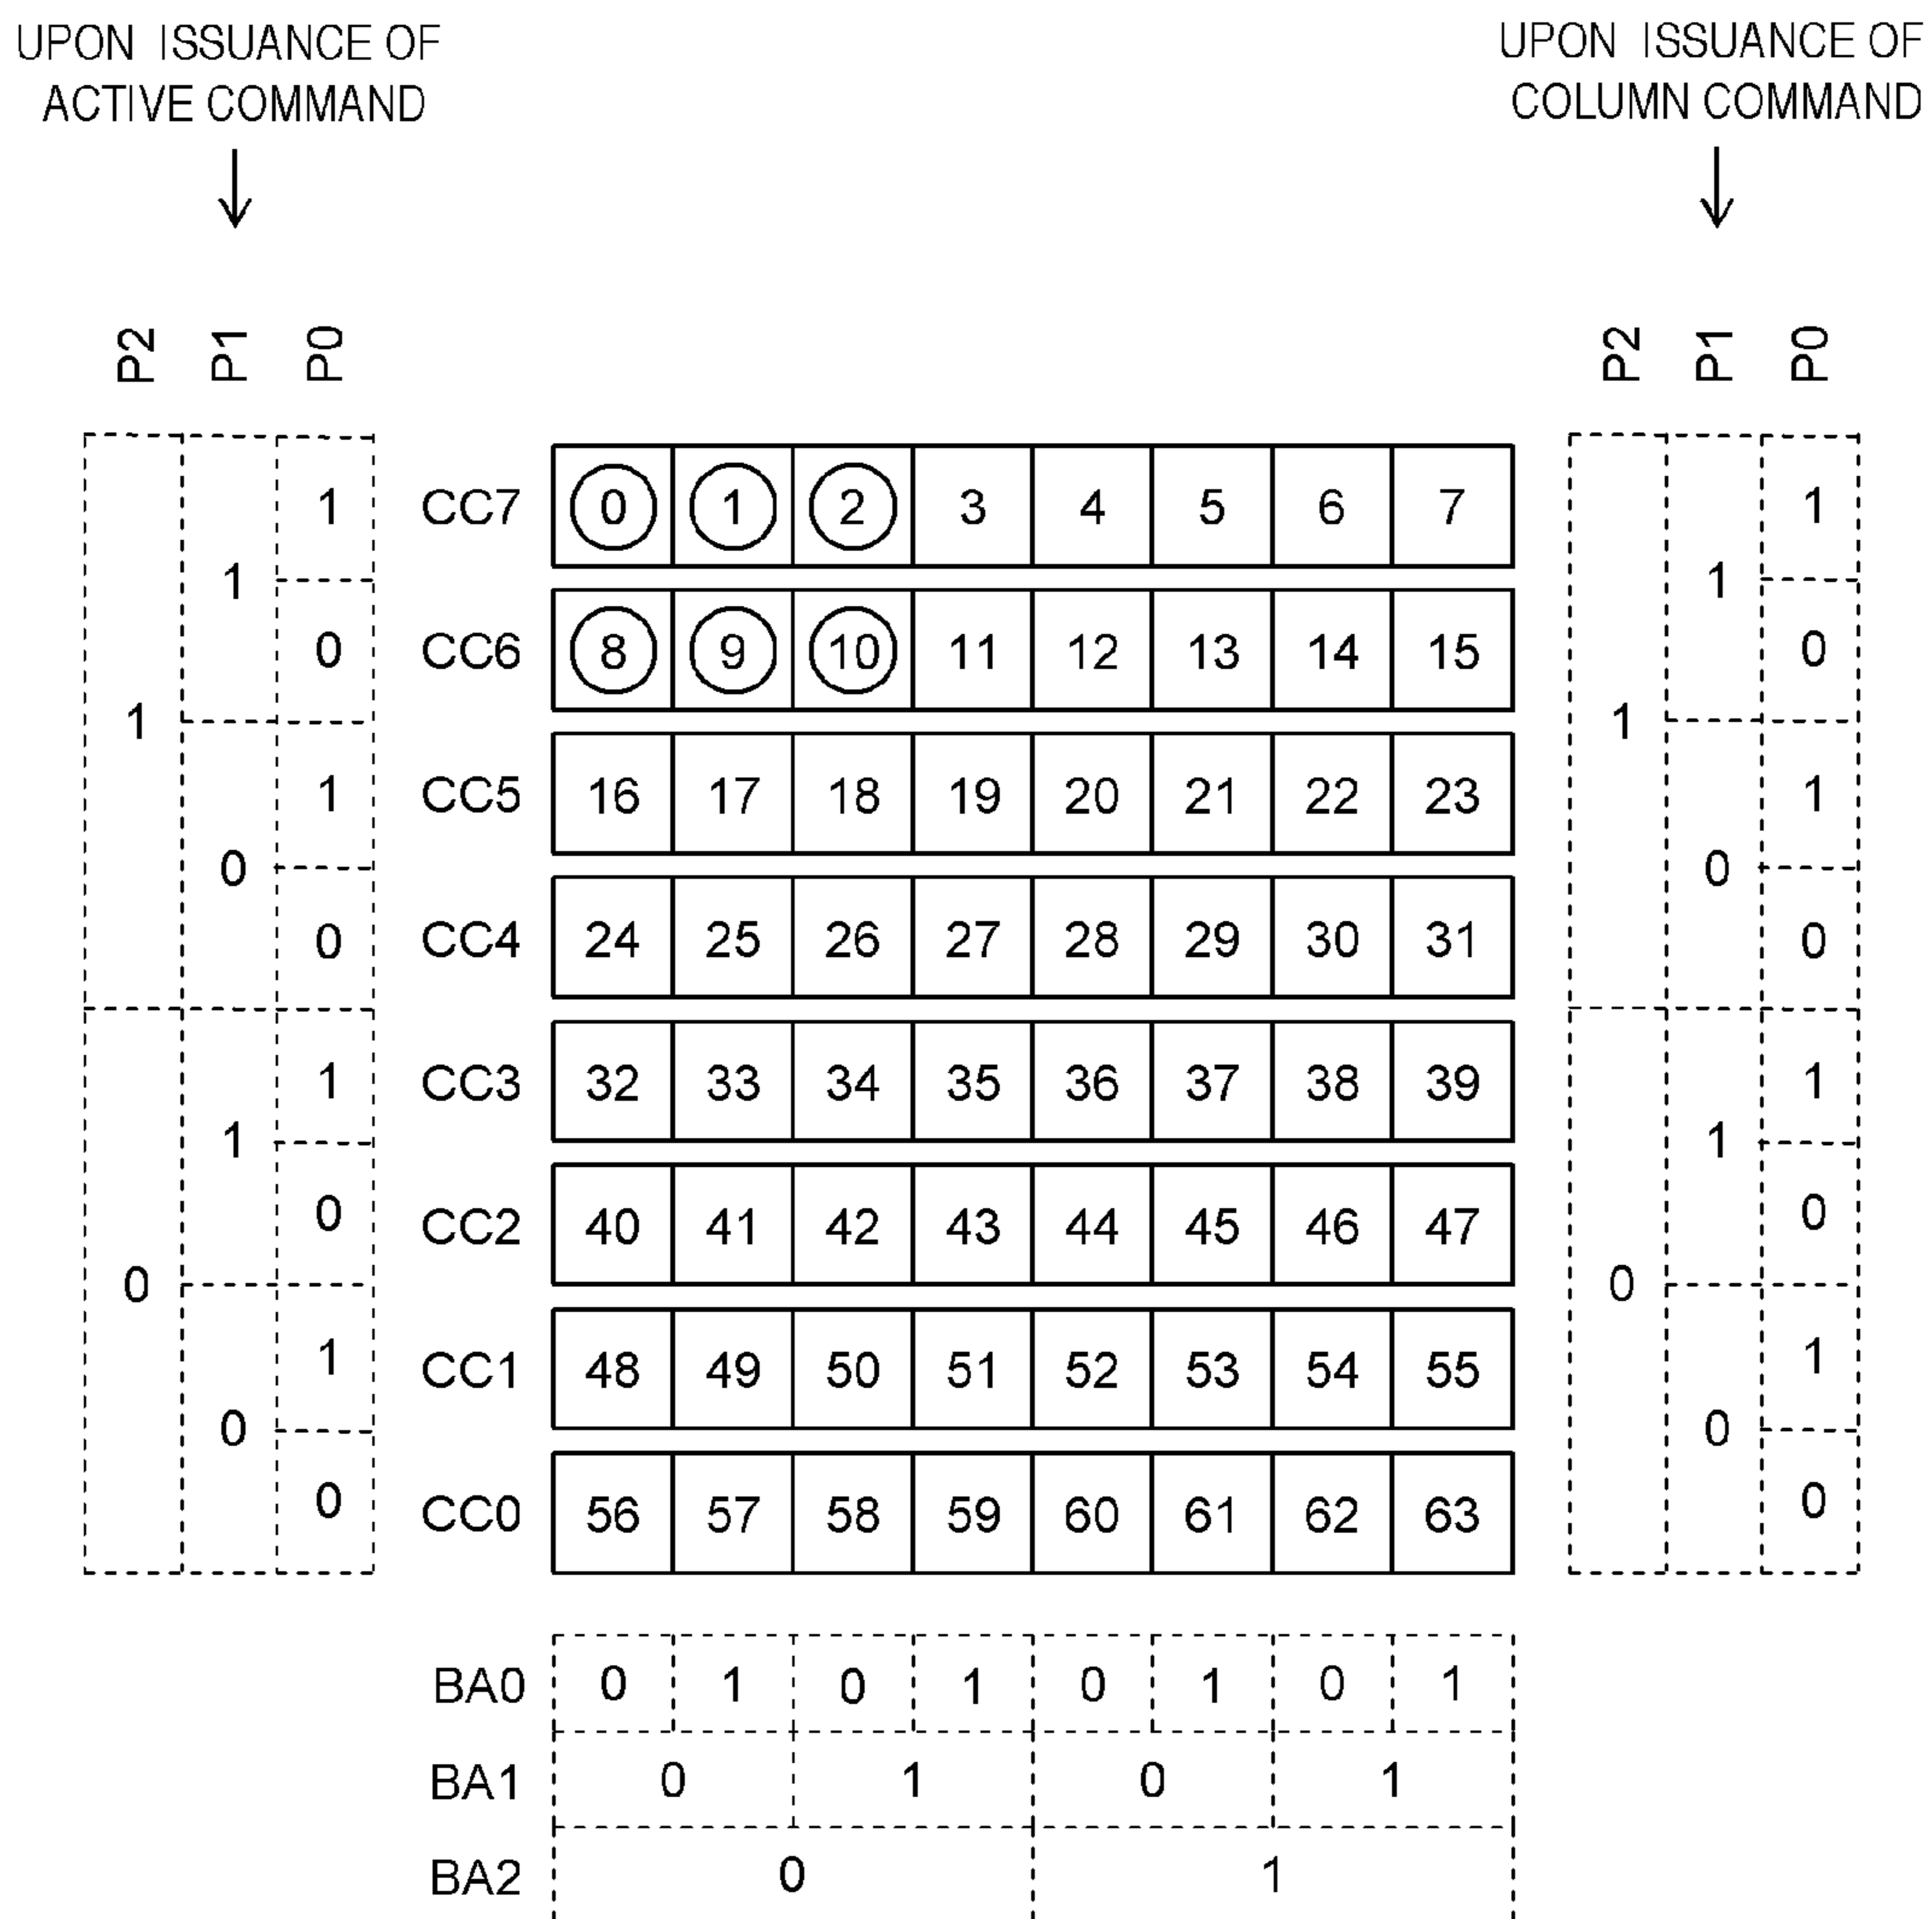 UPON ISSUANCE OF
ACTIVE COMMAND
UPON ISSUANCE OF
COLUMN COMMAND
P2 P1 P0
P2 P1 P0
1 CC7 0 1 2 3 4 5 6 7 1
1 1
0 CC6 8 9 10 11 12 13 14 15 0
1 1
1 CC5 16 17 18 19 20 21 22 23 1
0 0
0 CC4 24 25 26 27 28 29 30 31 0
1 CC3 32 33 34 35 36 37 38 39 1
1 1
0 CC2 40 41 42 43 44 45 46 47 0
0 0
1 CC1 48 49 50 51 52 53 54 55 1
0 0
0 CC0 56 57 58 59 60 61 62 63 0
BA0 0 1 0 1 0 1 0 1
BA1 0 1 0 1
BA2 0 1